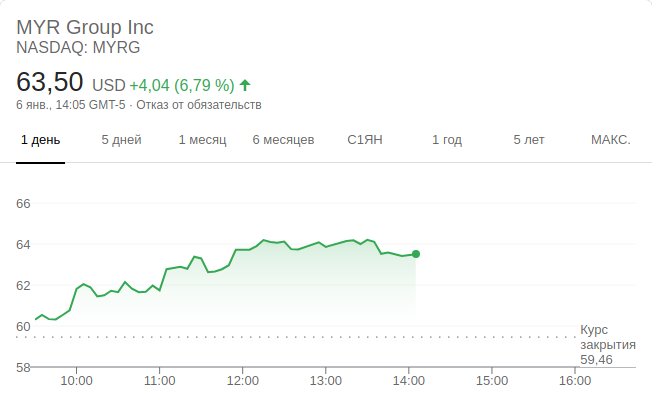 MYR Group Inc
NASDAQ: MYRG
63,50 USD +4,04 (6,79 %)
6 янв., 14:05 GMT-5 · Отказ от обязательств
1 день 5 дней 1 месяц 6 месяцев С1ЯН 1 год 5 лет МАКС.
66
64
62
60
Курс
закрытия
59,46
58
10:00 11:00 12:00 13:00 14:00 15:00 16:00